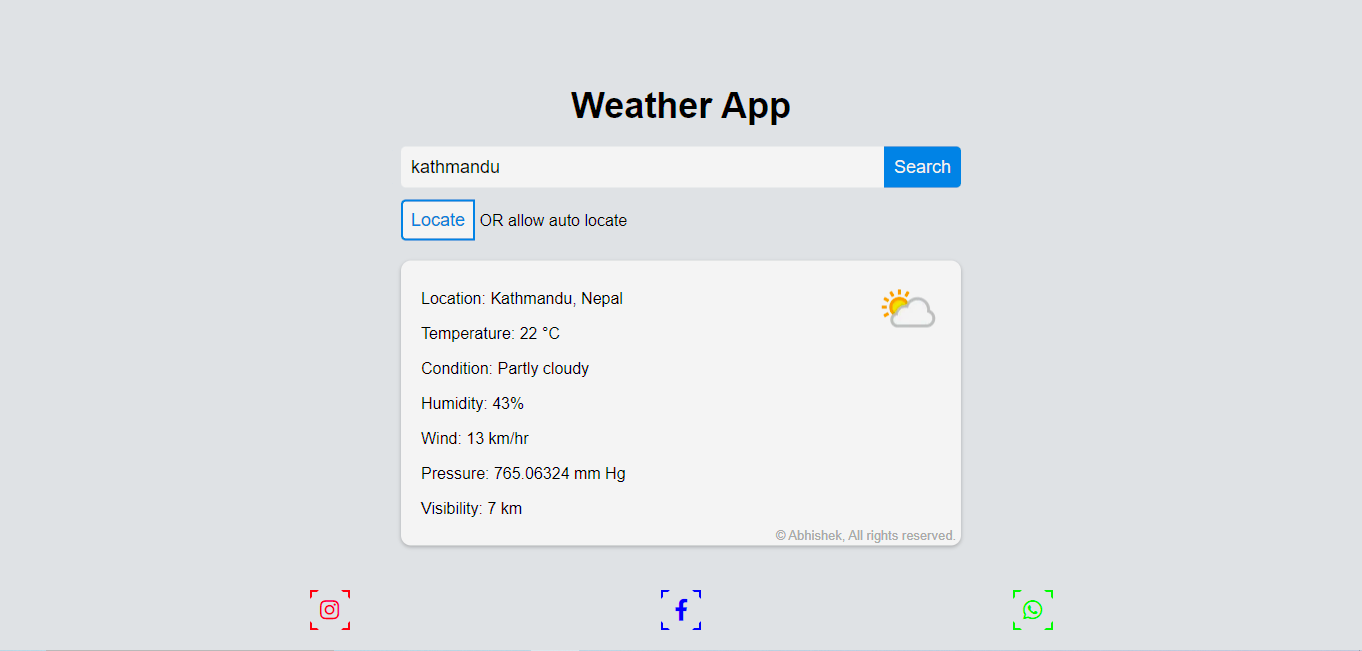 Weather App
kathmandu
Search
Locate OR allow auto locate
Location: Kathmandu, Nepal
Temperature: 22 °C
Condition: Partly cloudy
Humidity: 43%
Wind: 13 km/hr
Pressure: 765.06324 mm Hg
Visibility: 7 km
© Abhishek, All rights reserved.